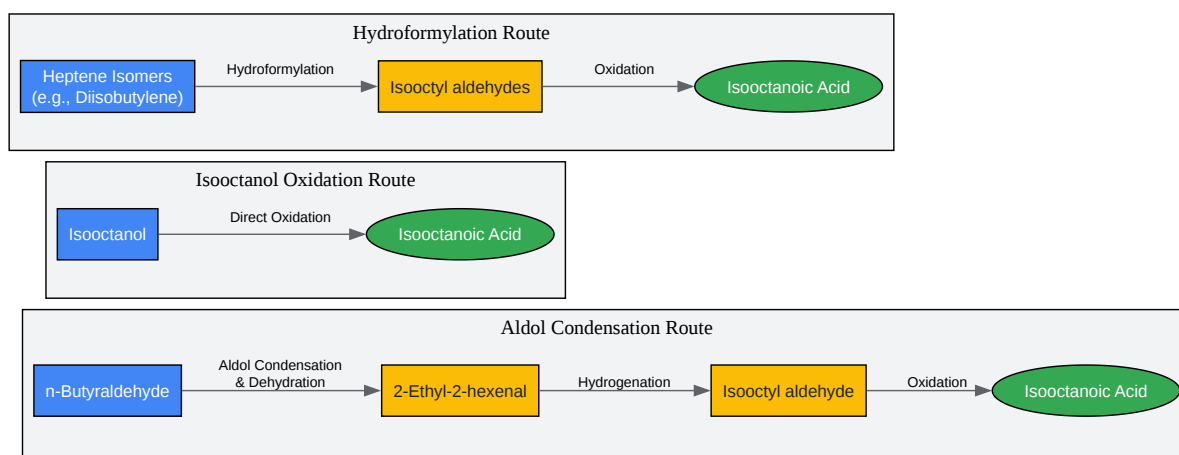 Hydroformylation Route
Heptene Isomers
(e.g., Diisobutylene)
Hydroformylation
Isooctyl aldehydes
Oxidation
Isooctanoic Acid
Isooctanol Oxidation Route
Isooctanol
Direct Oxidation
Isooctanoic Acid
Aldol Condensation Route
n-Butyraldehyde
Aldol Condensation
& Dehydration
2-Ethyl-2-hexenal
Hydrogenation
Isooctyl aldehyde
Oxidation
Isooctanoic Acid